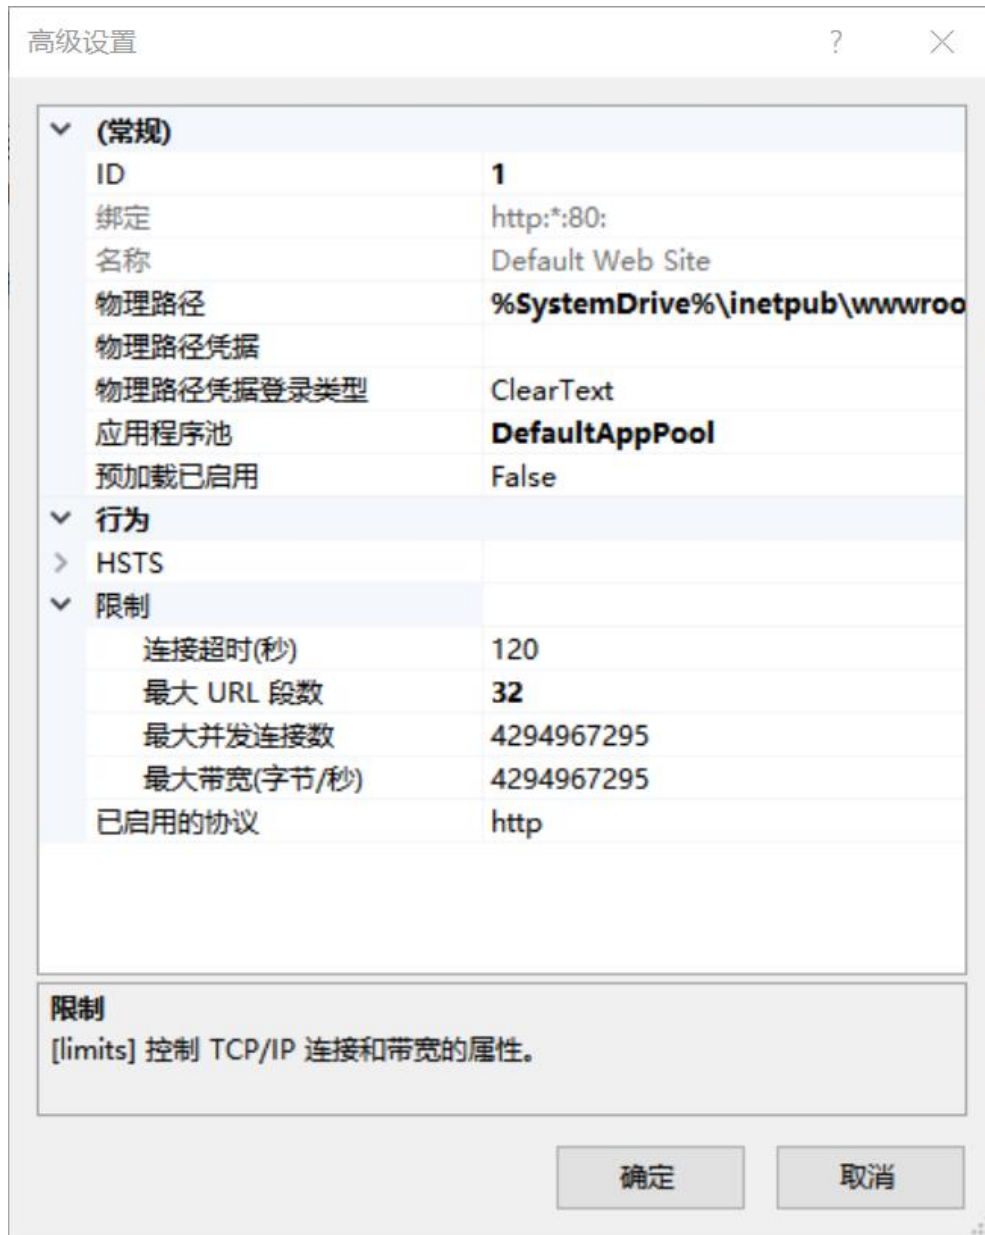 高级设置
(常规)
ID 1
绑定 http:*:80:
名称 Default Web Site
物理路径 %SystemDrive%\inetpub\wwwroo
物理路径凭据
物理路径凭据登录类型 ClearText
应用程序池 DefaultAppPool
预加载已启用 False
行为
HSTS
限制
连接超时(秒) 120
最大 URL 段数 32
最大并发连接数 4294967295
最大带宽(字节/秒) 4294967295
已启用的协议 http
限制
[limits] 控制 TCP/IP 连接和带宽的属性。
确定 取消